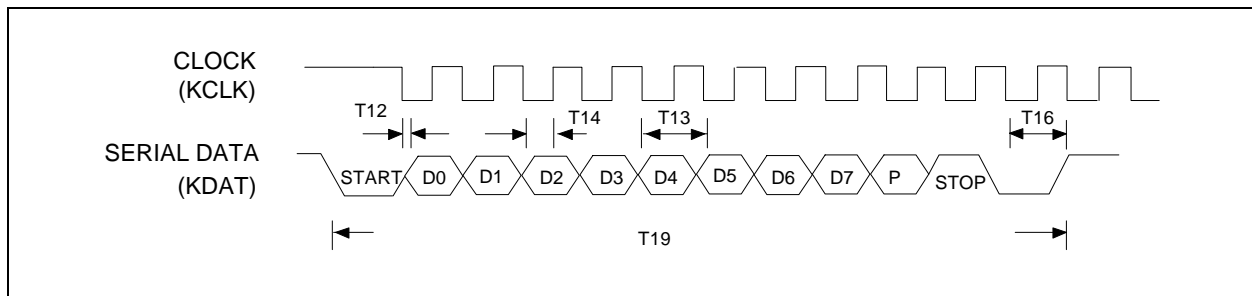 CLOCK
(KCLK)
T12
T14
T13
T16
SERIAL DATA
(KDAT)
START
D0
D1
D2
D3
D4
D5
D6
D7
P
STOP
T19